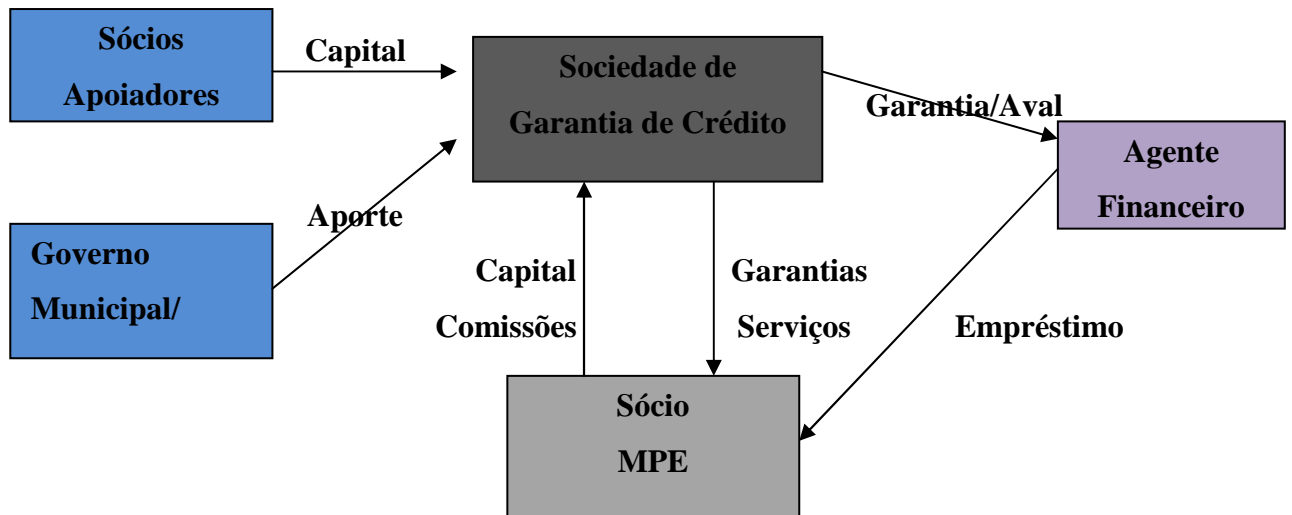 Sócios
Apoiadores
Capital
Sociedade de
Garantia de Crédito
Garantia/Aval
Agente
Financeiro
Governo
Municipal/
Aporte
Capital
Comissões
Garantias
Serviços
Empréstimo
Sócio
MPE